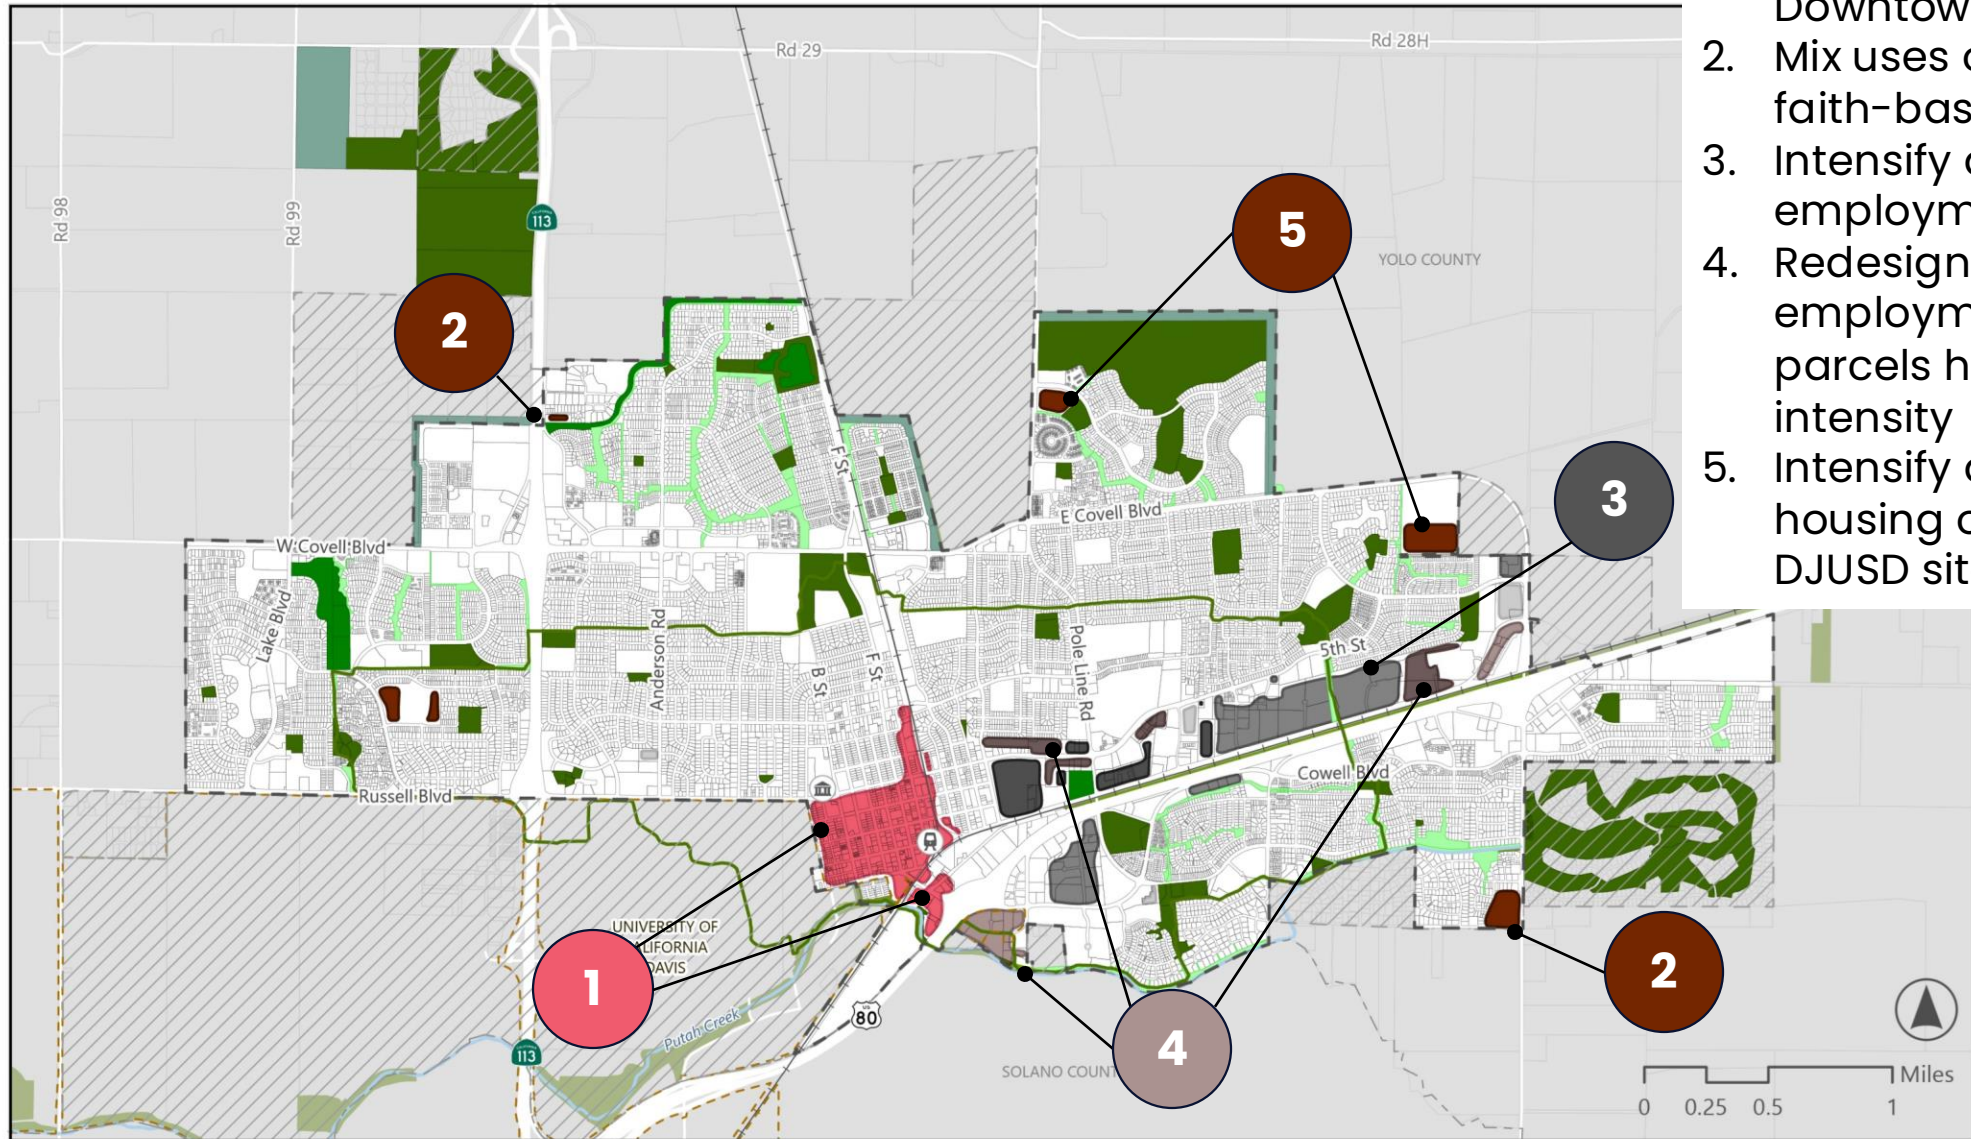 Downtow
2. Mix uses
faith-bas
3. Intensify
employm
4. Redesign
employm
parcels h
intensity
5. Intensify
housing
DJUSD sit
Rd 29
Rd 28H
Rd 98
Rd 99
113
5
YOLO COUNTY
2
F St
3
E Covell Blvd
W Covell Blvd
Lake Blvd
Anderson Rd
B St
F St
Pole Line Rd
5th St
Cowell Blvd
Russell Blvd
UNIVERSITY OF
ALIFORNIA
DAVIS
1
2
4
80
Putah Creek
113
SOLANO COUNT
Miles
0 0.25 0.5 1